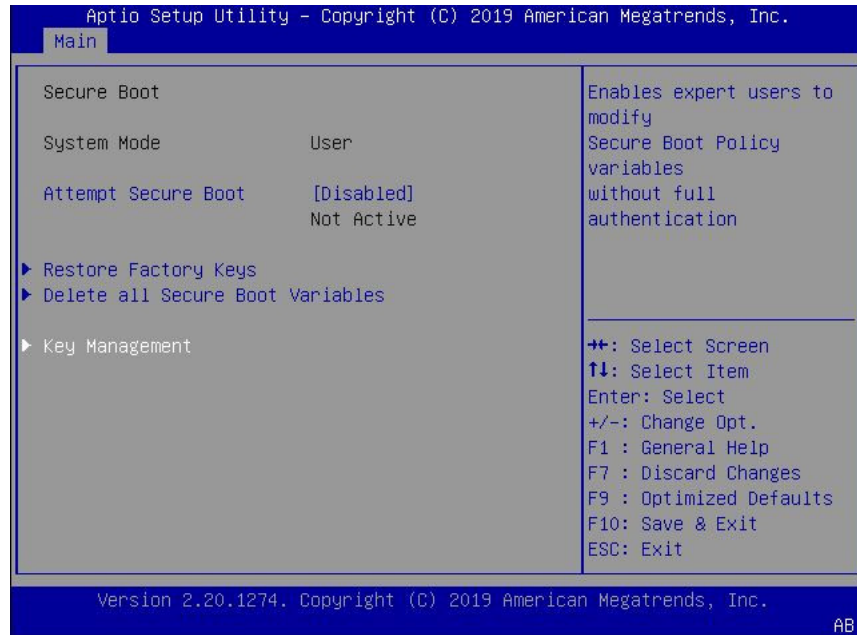 Aptio Setup Utility – Copyright (C) 2019 American Megatrends, Inc.
Main
Secure Boot
System Mode User
Attempt Secure Boot [Disabled]
Not Active
Restore Factory Keys
Delete all Secure Boot Variables
Key Management
Enables expert users to
modify
Secure Boot Policy
variables
without full
authentication
→←: Select Screen
↑↓: Select Item
Enter: Select
+/-: Change Opt.
F1 : General Help
F7 : Discard Changes
F9 : Optimized Defaults
F10: Save & Exit
ESC: Exit
Version 2.20.1274. Copyright (C) 2019 American Megatrends, Inc.
AB